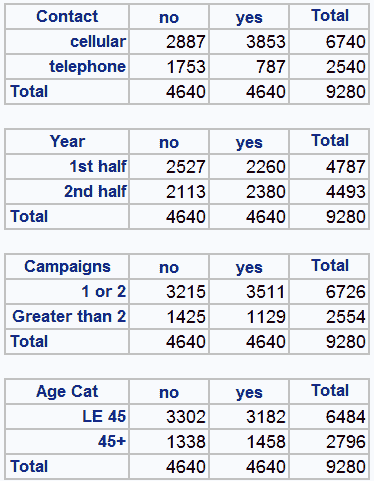 Contact no yes Total
cellular 2887 3853 6740
telephone 1753 787 2540
Total 4640 4640 9280
Year no yes Total
1st half 2527 2260 4787
2nd half 2113 2380 4493
Total 4640 4640 9280
Campaigns no yes Total
1 or 2 3215 3511 6726
Greater than 2 1425 1129 2554
Total 4640 4640 9280
Age Cat no yes Total
LE 45 3302 3182 6484
45+ 1338 1458 2796
Total 4640 4640 9280